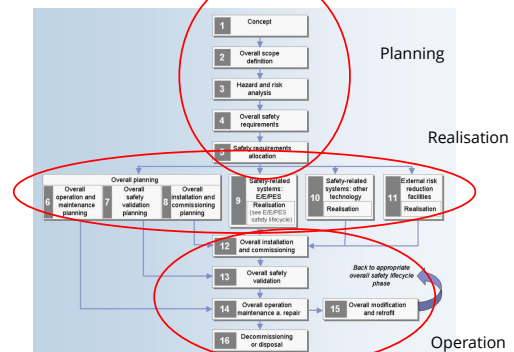 1 Concept
2 Overall scope
definition
3 Hazard and risk
analysis
4 Overall safety
requirements
5 Safety requirements
allocation
Planning
Realisation
Overall planning
6 Overall
operation and
maintenance
planning
7 Overall
safety
validation
planning
8 Overall
installation and
commissioning
planning
9 Safety-related
systems:
E/E/PES
Realisation
(see E/E/PES
safety lifecycle)
10 Safety-related
systems: other
technology
Realisation
11 External risk
reduction
facilities
Realisation
12 Overall installation
and commissioning
13 Overall safety
validation
Back to appropriate
overall safety lifecycle
phase
14 Overall operation
maintenance a. repair
15 Overall modification
and retrofit
16 Decommissioning
or disposal
Operation